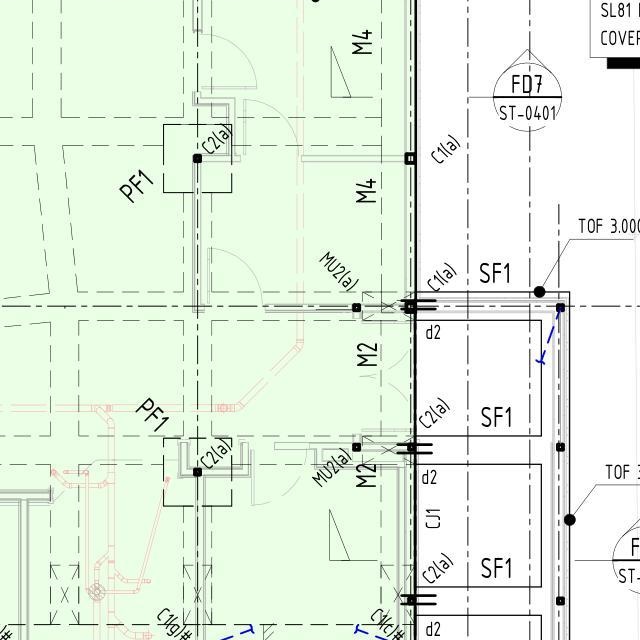 SL81
COVER
M4
FD7
ST-0401
C2(a)
C1(a)
PF1
M4
TOF 3.000
MU2(a)
C1(a)
SF1
d2
M2
PF1
C2(a)
SF1
C2(a)
MU2(a)
M2
d2
TOF 3
CJ1
C2(a)
SF1
ST-
C1(g)#
C1(c)#
d2